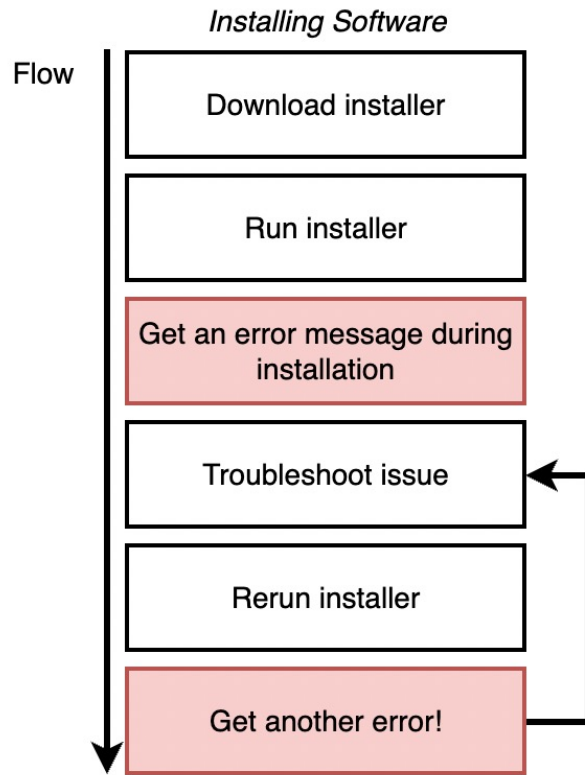 Installing Software
Flow
Download installer
Run installer
Get an error message during
installation
Troubleshoot issue
Rerun installer
Get another error!